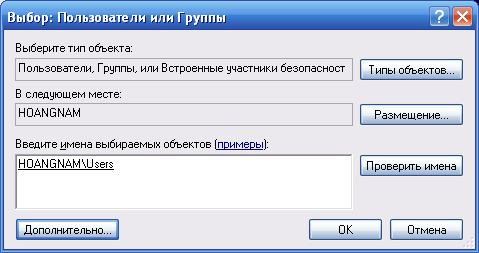 Выбор: Пользователи или Группы
Выберите тип объекта:
Пользователи, Группы, или Встроенные участники безопасност
Типы объектов...
В следующем месте:
HOANGNAM
Размещение...
Введите имена выбираемых объектов (примеры):
HOANGNAM\Users
Проверить имена
Дополнительно...
OK
Отмена